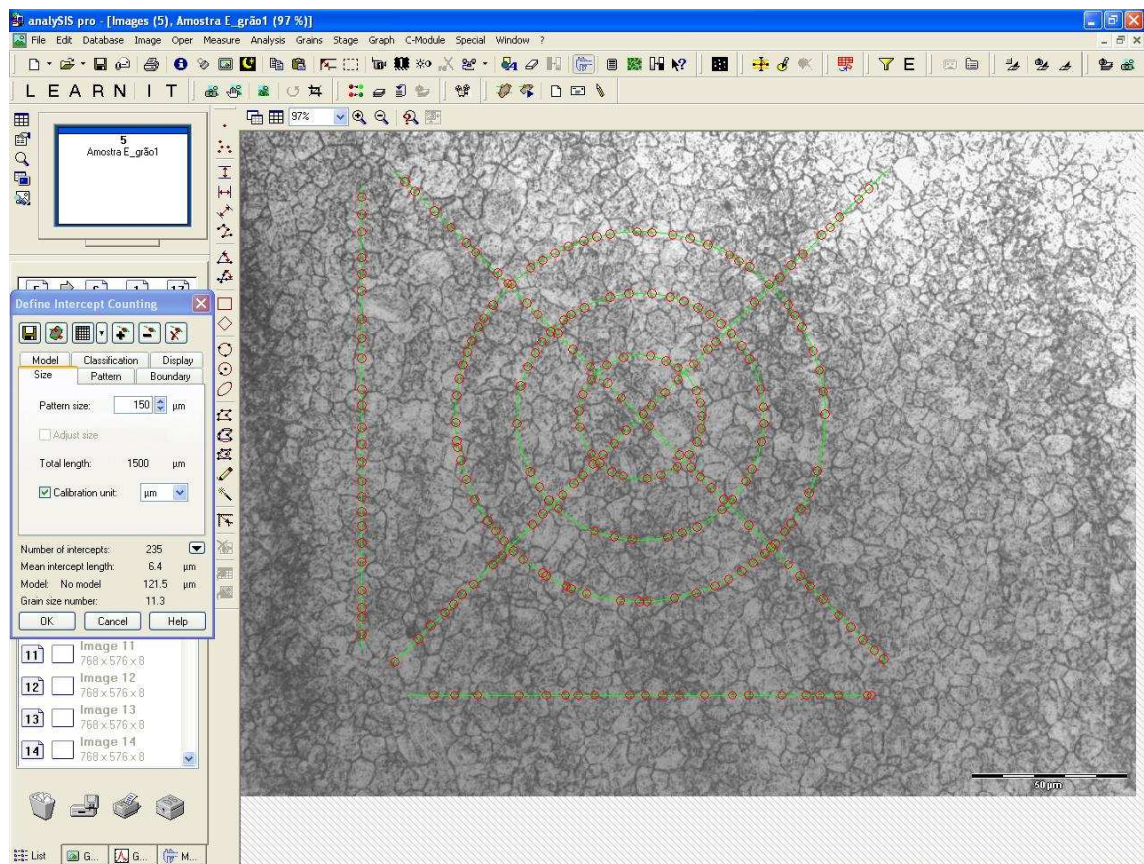 analySIS pro - [Images (5), Amostra E_grão1 (97 %)]
File Edit Database Image Oper Measure Analysis Grains Stage Graph C-Module Special Window ?
E
L E A R N I T
97%
5
Amostra E_grão1
Define Intercept Counting
Model Classification Display
Size Pattern Boundary
Pattern size: 150 µm
Adjust size
Total length: 1500 µm
Calibration unit: µm
Number of intercepts: 235
Mean intercept length: 6.4 µm
Model: No model 121.5 µm
Grain size number: 11.3
OK Cancel Help
11 Image 11
768 x 576 x 8
12 Image 12
768 x 576 x 8
13 Image 13
768 x 576 x 8
14 Image 14
768 x 576 x 8
50 µm
List G... G... M...